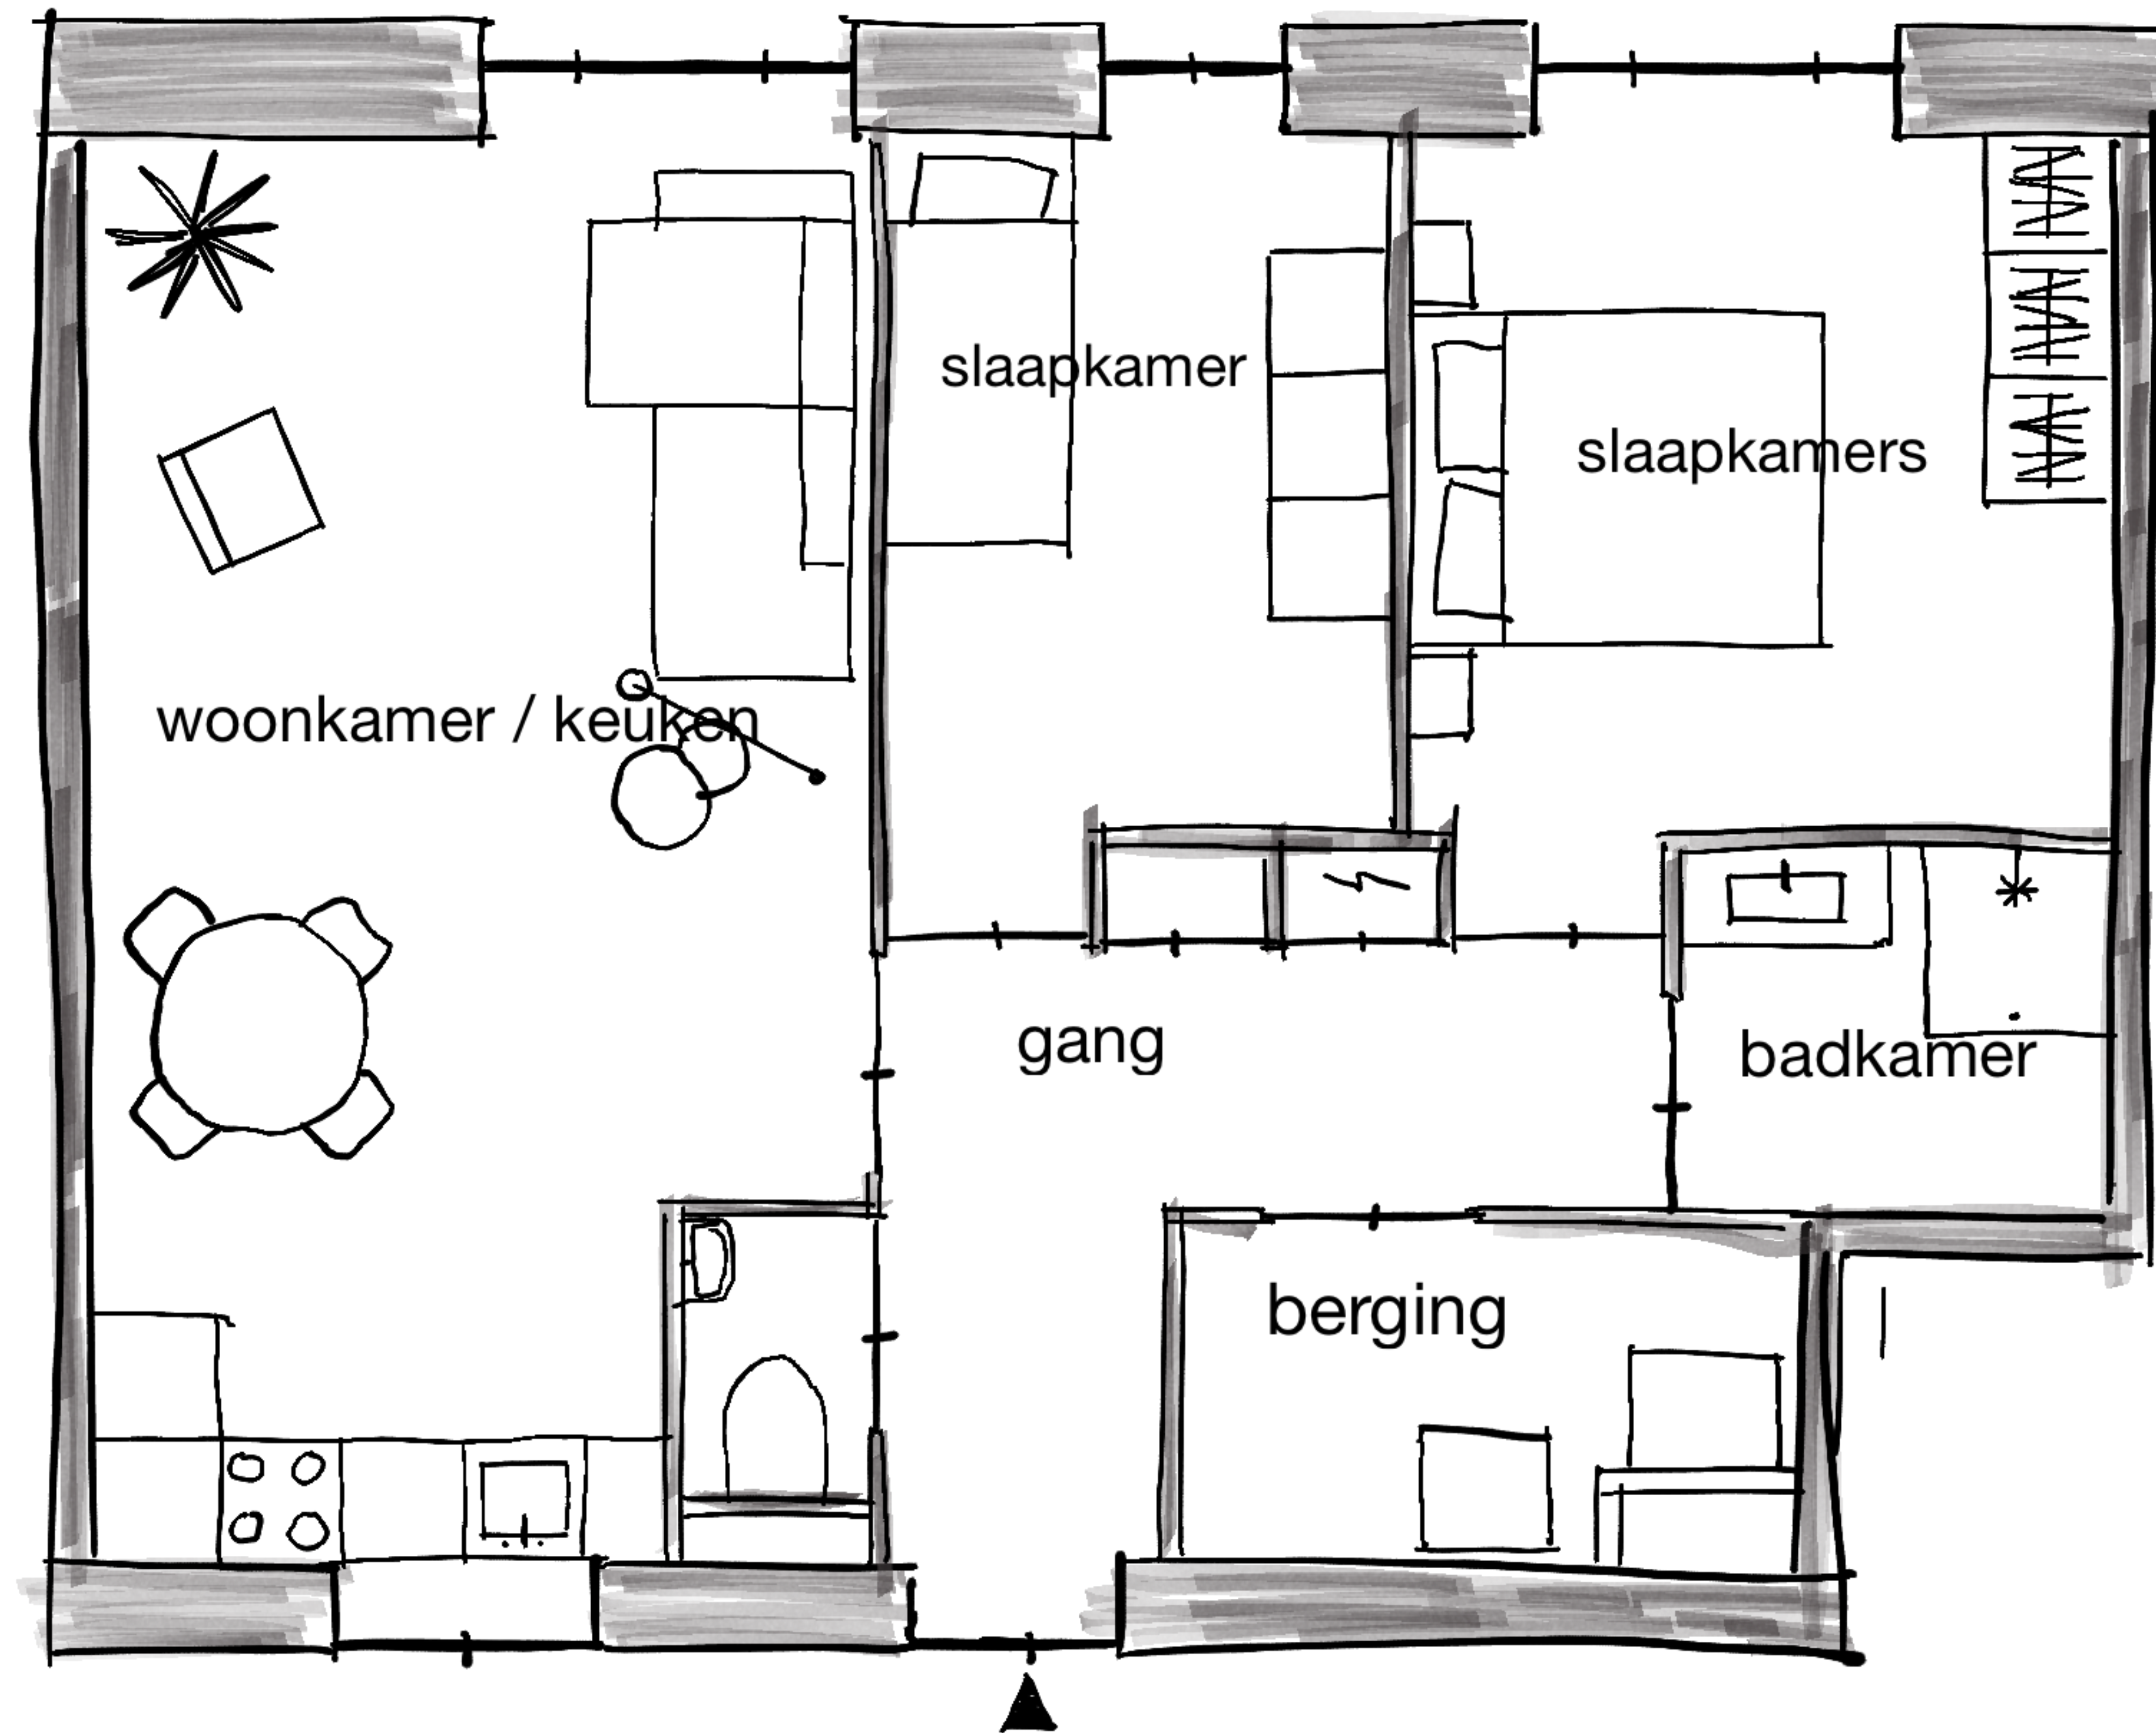 slaapkamer
slaapkamers
woonkamer / keuken
gang
badkamer
berging